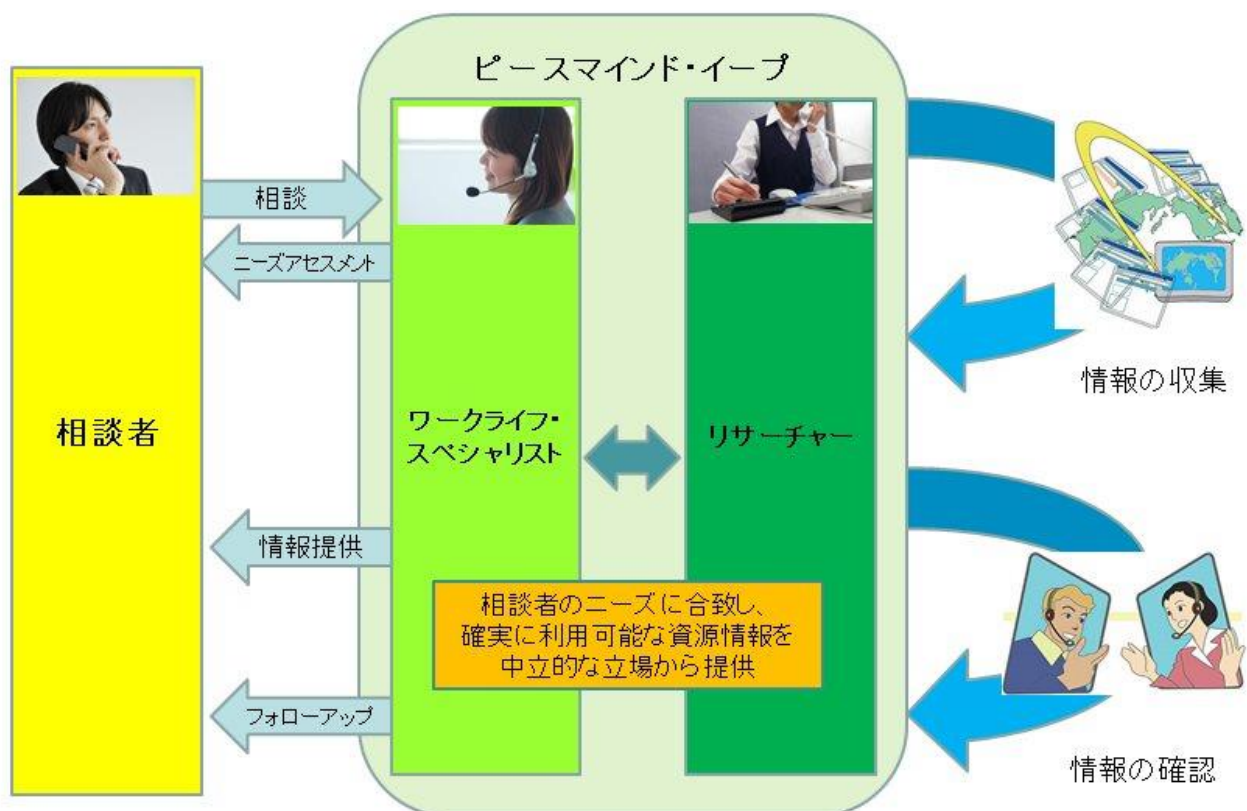 ピースマインド・イープ
相談
ニーズアセスメント
相談者
ワークライフ・
スペシャリスト
リサーチャー
情報の収集
情報提供
相談者のニーズに合致し、
確実に利用可能な資源情報を
中立的な立場から提供
フォローアップ
情報の確認